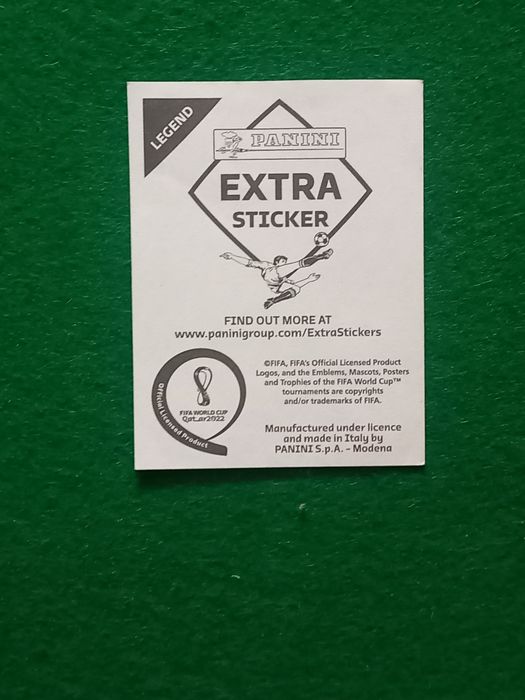 LEGEND
PANINI
EXTRA
STICKER
FIND OUT MORE AT
www.paninigroup.com/ExtraStickers
©FIFA, FIFA's Official Licensed Product
Logos, and the Emblems, Mascots, Posters
and Trophies of the FIFA World Cup™
tournaments are copyrights
and/or trademarks of FIFA.
FIFA WORLD CUP
Qatar2022
Official Licensed Product
Manufactured under licence
and made in Italy by
PANINI S.p.A. - Modena